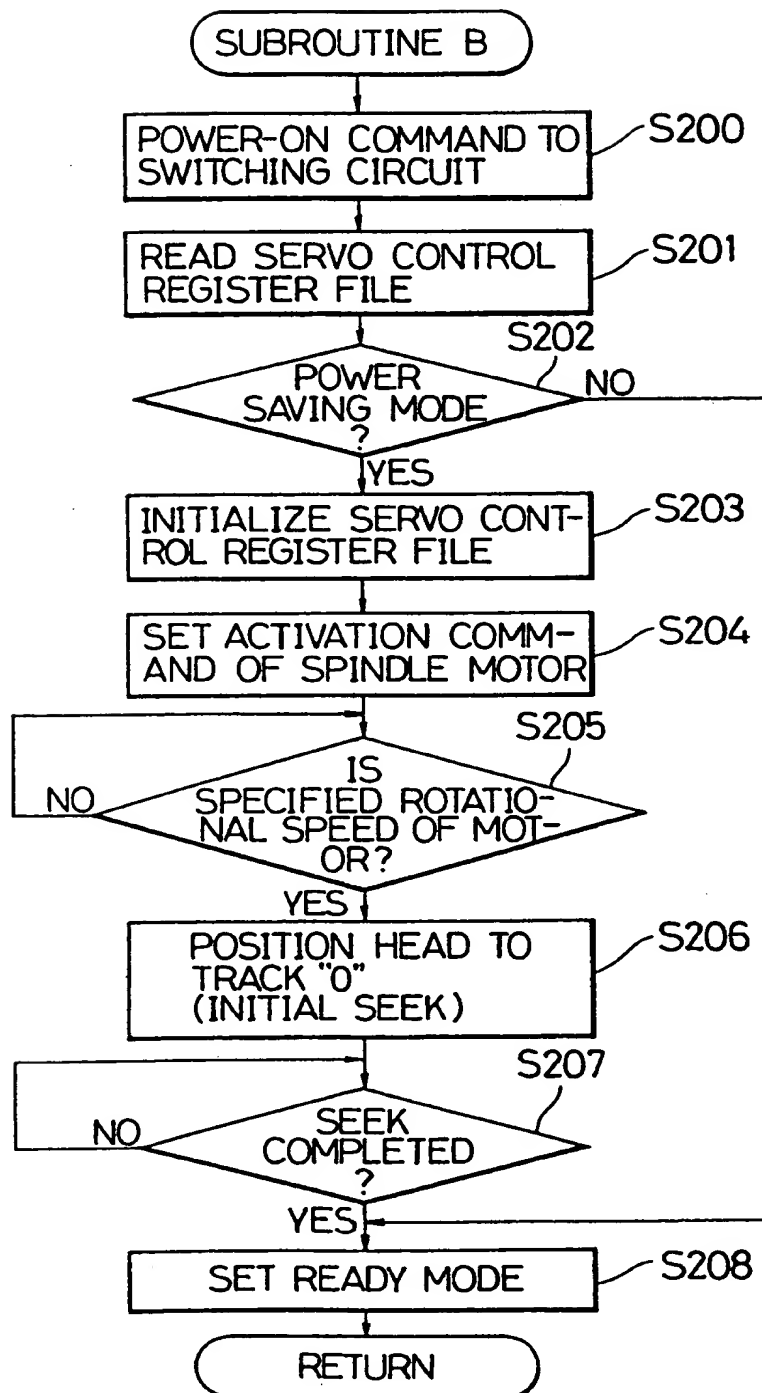 SUBROUTINE B
POWER-ON COMMAND TO
SWITCHING CIRCUIT
S200
READ SERVO CONTROL
REGISTER FILE
S201
S202
POWER
SAVING MODE
?
NO
YES
INITIALIZE SERVO CONT-
ROL REGISTER FILE
S203
SET ACTIVATION COMM-
AND OF SPINDLE MOTOR
S204
S205
IS
SPECIFIED ROTATIO-
NAL SPEED OF MOT-
OR?
NO
YES
POSITION HEAD TO
TRACK "0"
(INITIAL SEEK)
S206
S207
SEEK
COMPLETED
?
NO
YES
SET READY MODE
S208
RETURN